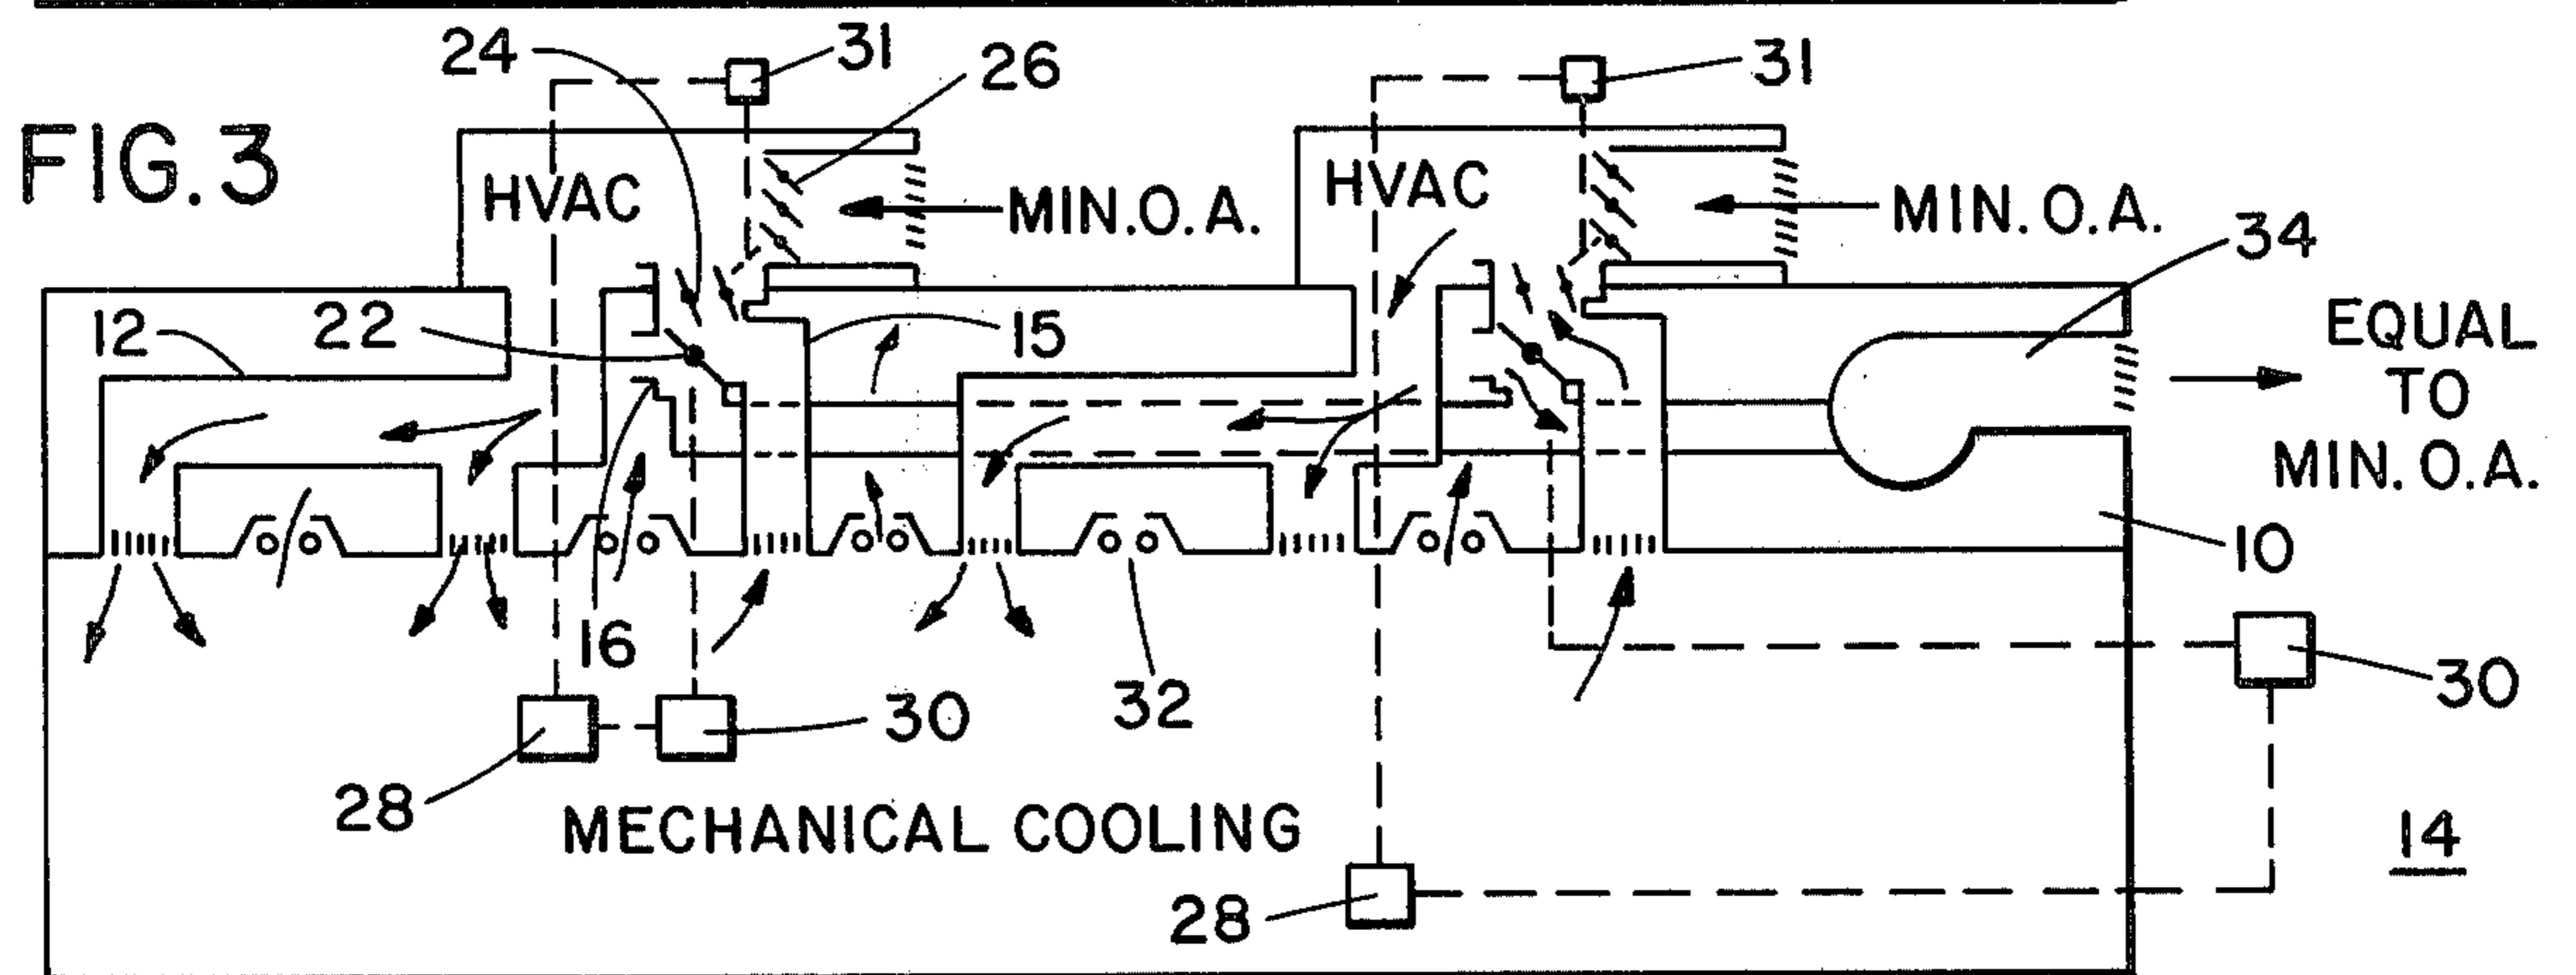 FIG. 3
24
31
26
31
HVAC
MIN. O. A.
HVAC
MIN. O. A.
34
12
22
15
EQUAL
TO
MIN. O. A.
10
16
32
30
30
28
MECHANICAL COOLING
28
14